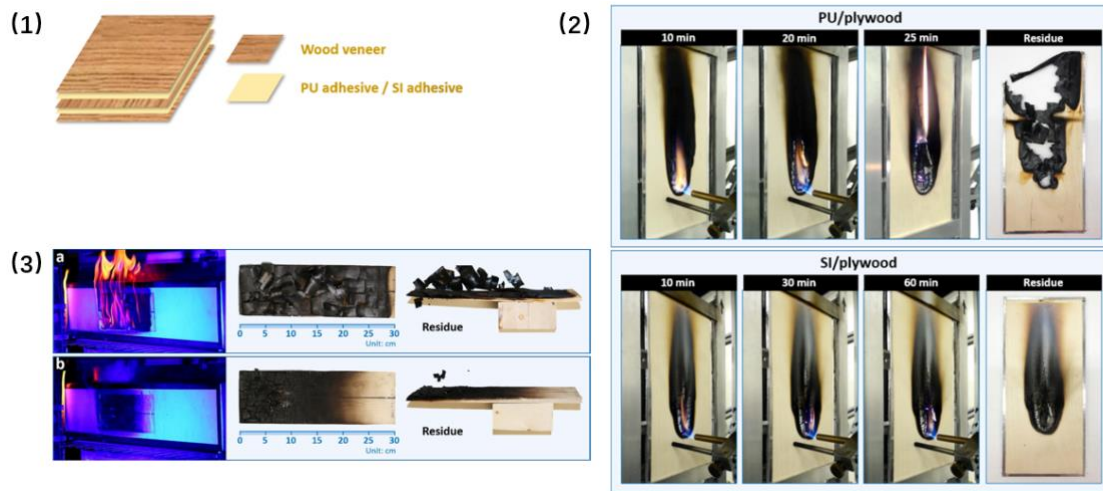 (1)
Wood veneer
PU adhesive / SI adhesive
(2)
PU/plywood
10 min 20 min 25 min Residue
SI/plywood
10 min 30 min 60 min Residue
(3)
a
Residue
0 5 10 15 20 25 30
Unit: cm
b
Residue
0 5 10 15 20 25 30
Unit: cm